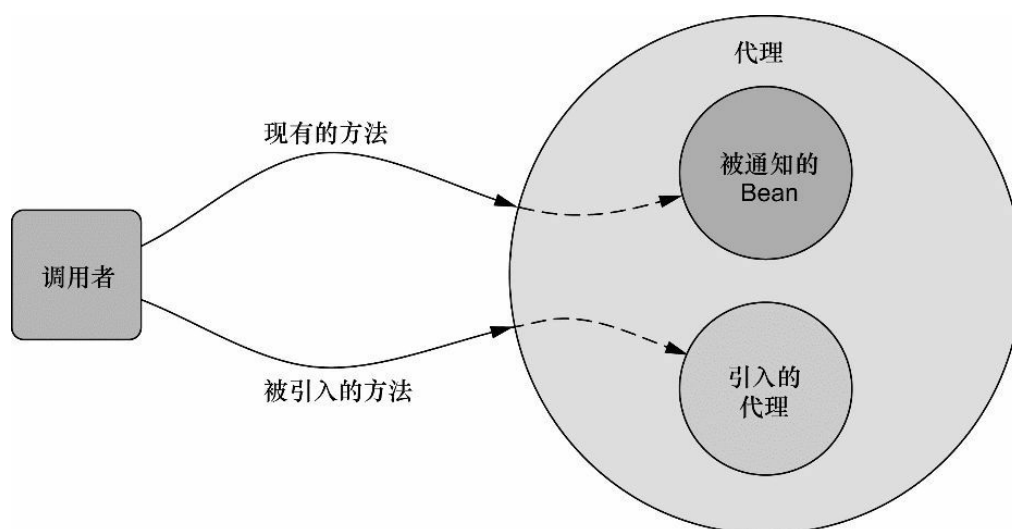 代理
现有的方法
被通知的
Bean
调用者
引入的
代理
被引入的方法